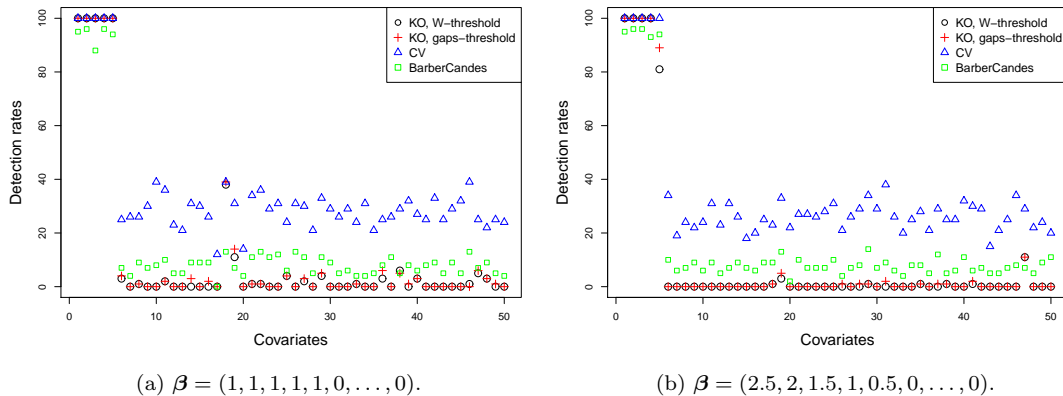 KO, W-threshold
KO, gaps-threshold
CV
BarberCandes
Detection rates
100
80
60
40
20
0
0 10 20 30 40 50
Covariates
(a) β = (1, 1, 1, 1, 1, 0, . . . , 0).
KO, W-threshold
KO, gaps-threshold
CV
BarberCandes
Detection rates
100
80
60
40
20
0
0 10 20 30 40 50
Covariates
(b) β = (2.5, 2, 1.5, 1, 0.5, 0, . . . , 0).